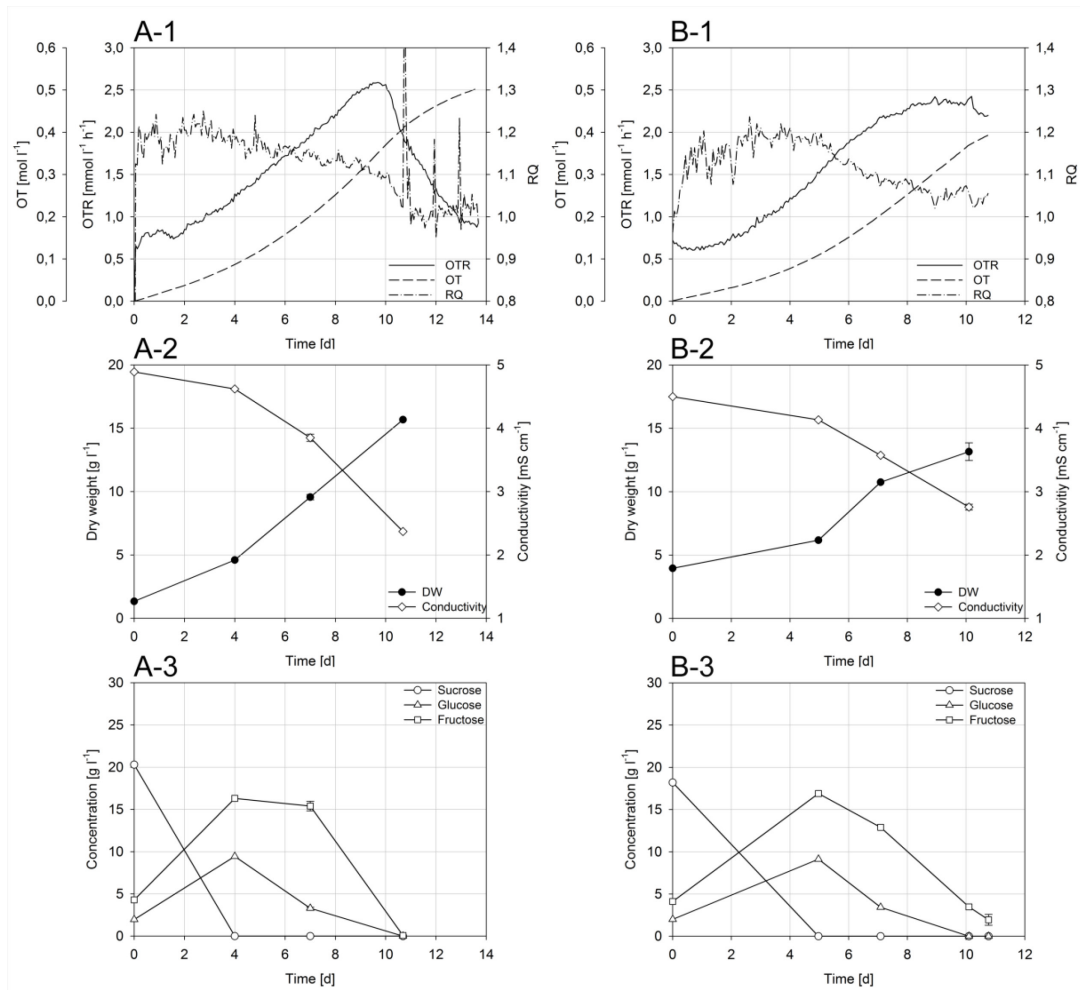 A-1
0,6
0,5
0,4
0,3
0,2
0,1
0,0
OT [mol l⁻¹]
3,0
2,5
2,0
1,5
1,0
0,5
0,0
OTR [mmol l⁻¹ h⁻¹]
1,4
1,3
1,2
1,1
1,0
0,9
0,8
RQ
OTR
OT
RQ
0 2 4 6 8 10 12 14
Time [d]
B-1
0,6
0,5
0,4
0,3
0,2
0,1
0,0
OT [mol l⁻¹]
3,0
2,5
2,0
1,5
1,0
0,5
0,0
OTR [mmol l⁻¹ h⁻¹]
1,4
1,3
1,2
1,1
1,0
0,9
0,8
RQ
OTR
OT
RQ
0 2 4 6 8 10 12
Time [d]
A-2
20
15
10
5
0
Dry weight [g l⁻¹]
5
4
3
2
1
Conductivity [mS cm⁻¹]
DW
Conductivity
0 2 4 6 8 10 12 14
Time [d]
B-2
20
15
10
5
0
Dry weight [g l⁻¹]
5
4
3
2
1
Conductivity [mS cm⁻¹]
DW
Conductivity
0 2 4 6 8 10 12
Time [d]
A-3
30
25
20
15
10
5
0
Concentration [g l⁻¹]
Sucrose
Glucose
Fructose
0 2 4 6 8 10 12 14
Time [d]
B-3
30
25
20
15
10
5
0
Concentration [g l⁻¹]
Sucrose
Glucose
Fructose
0 2 4 6 8 10 12
Time [d]